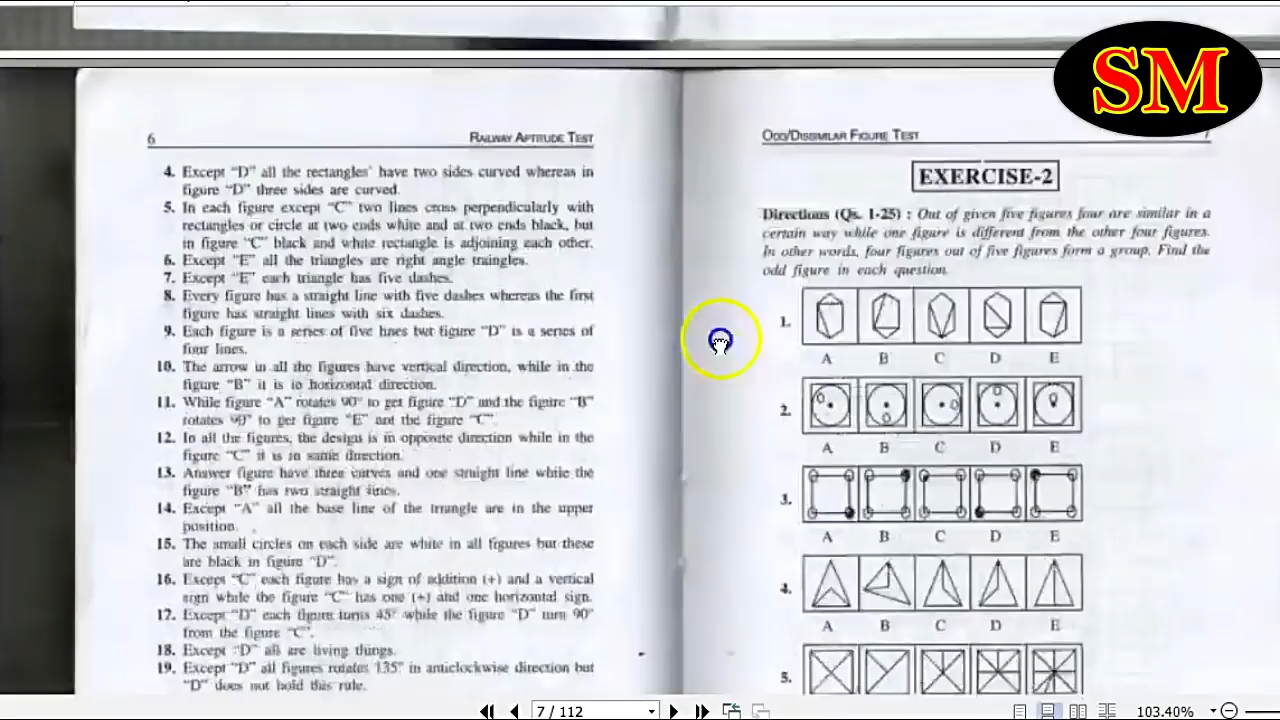 SM
6
RAILWAY APTITUDE TEST
4. Except "D" all the rectangles' have two sides curved whereas in
figure "D" three sides are curved.
5. In each figure except "C" two lines cross perpendicularly with
rectangles or circle at two ends white and at two ends black, but
in figure "C" black and white rectangle is adjoining each other.
6. Except "E" all the triangles are right angle traingles.
7. Except "E" each triangle has five dashes.
8. Every figure has a straight line with five dashes whereas the first
figure has straight lines with six dashes.
9. Each figure is a series of five lines but figure "D" is a series of
four lines.
10. The arrow in all the figures have vertical direction, while in the
figure "B" it is in horizontal direction.
11. While figure "A" rotates 90° to get figure "D" and the figure "B"
rotates 90° to get figure "E" not the figure "C".
12. In all the figures, the design is in opposite direction while in the
figure "C" it is in same direction.
13. Answer figure have three curves and one straight line while the
figure "B" has two straight lines.
14. Except "A" all the base line of the triangle are in the upper
position.
15. The small circles on each side are white in all figures but these
are black in figure "D".
16. Except "C" each figure has a sign of addition (+) and a vertical
sign while the figure "C" has one (+) and one horizontal sign.
17. Except "D" each figure turns 45° while the figure "D" turn 90°
from the figure "C".
18. Except "D" all are living things.
19. Except "D" all figures rotates 135° in anticlockwise direction but
"D" does not hold this rule.
ODD/DISSIMILAR FIGURE TEST
EXERCISE-2
Directions (Qs. 1-25) : Out of given five figures four are similar in a
certain way while one figure is different from the other four figures.
In other words, four figures out of five figures form a group. Find the
odd figure in each question.
1.
A B C D E
2.
A B C D E
3.
A B C D E
4.
A B C D E
5.
7 / 112
103.40%